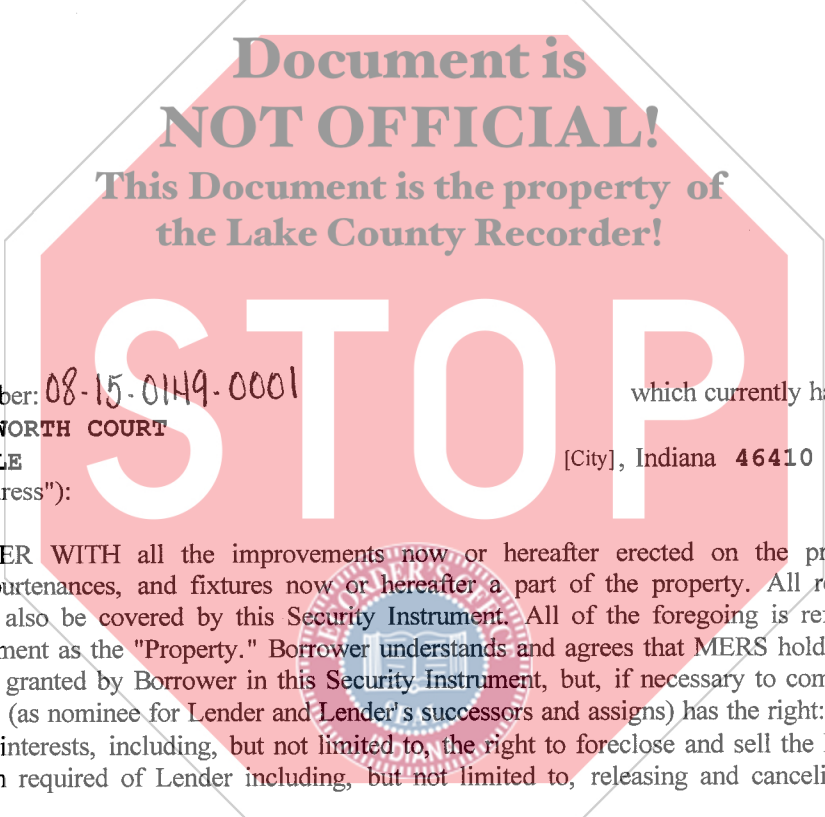 Document is
NOT OFFICIAL!
This Document is the property of
the Lake County Recorder!
STOP
ber: 08-15-0149-0001 which currently ha
NORTH COURT
LE [City], Indiana 46410
ress"):
ER WITH all the improvements now or hereafter erected on the pr
ourtenances, and fixtures now or hereafter a part of the property. All r
also be covered by this Security Instrument. All of the foregoing is re
ment as the "Property." Borrower understands and agrees that MERS hold
granted by Borrower in this Security Instrument, but, if necessary to com
(as nominee for Lender and Lender's successors and assigns) has the right:
interests, including, but not limited to, the right to foreclose and sell the
n required of Lender including, but not limited to, releasing and canceli